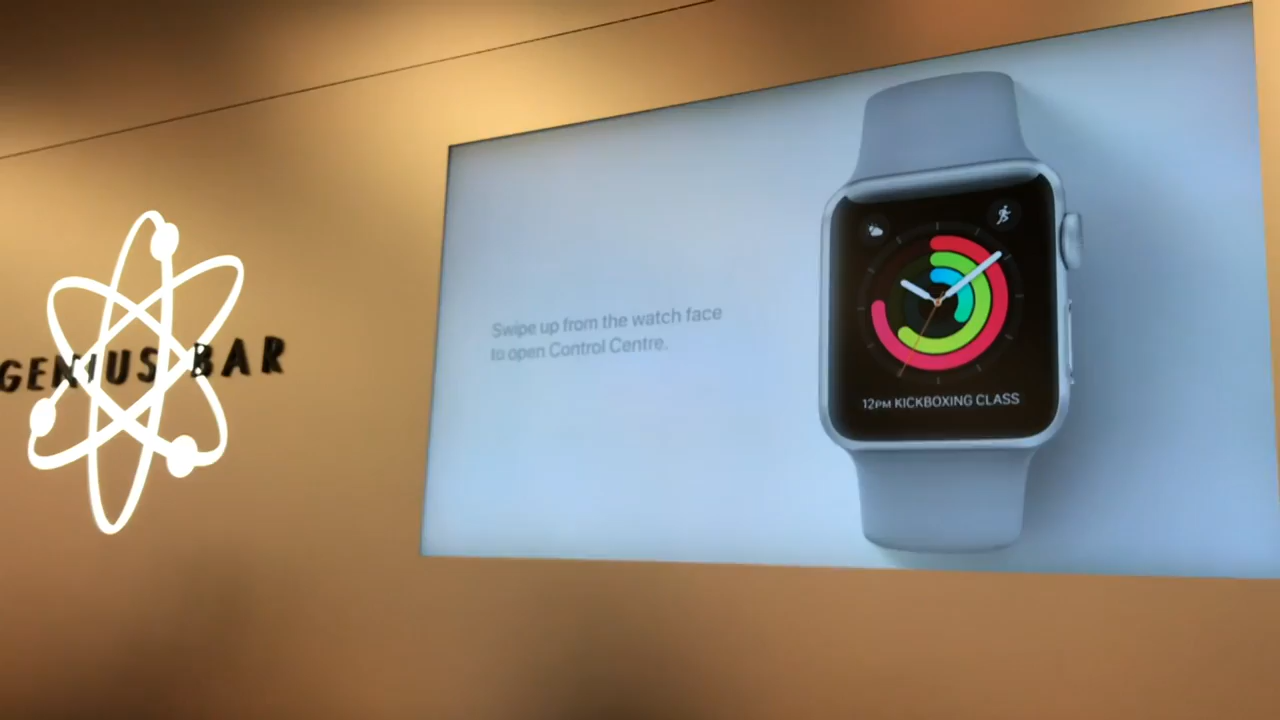 GENIUS BAR
Swipe up from the watch face
to open Control Centre.
12PM KICKBOXING CLASS